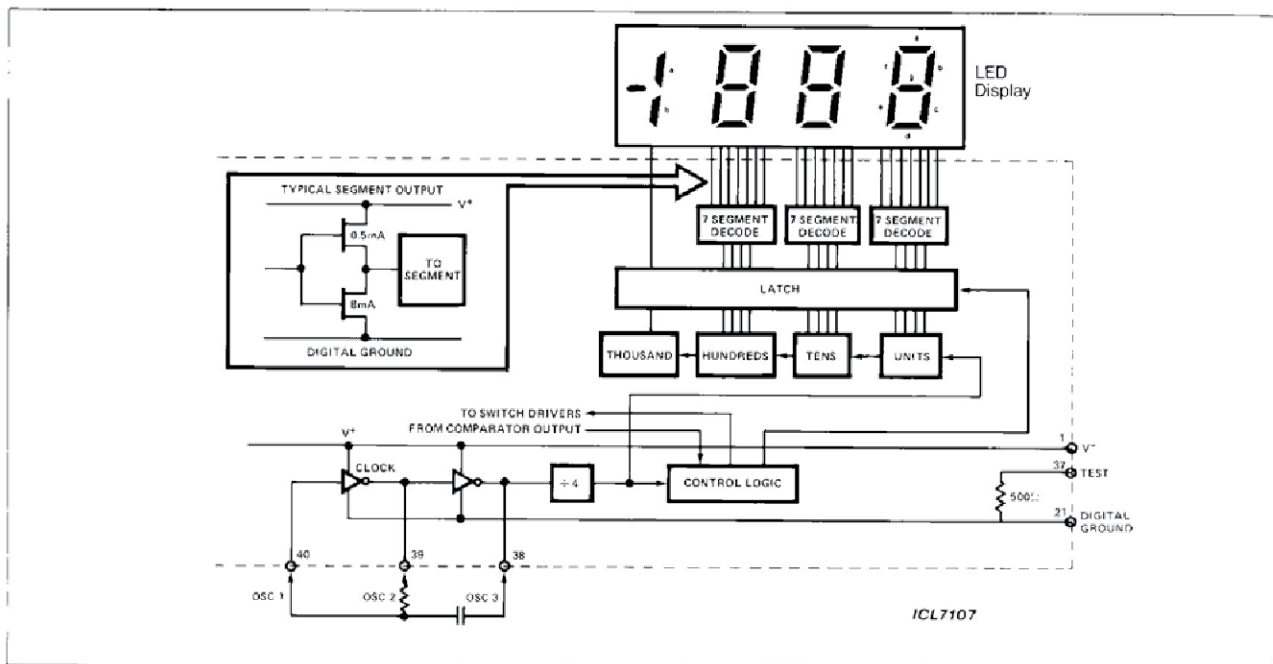 a
b
a
f
b
g
e
c
d
LED
Display
TYPICAL SEGMENT OUTPUT
V+
0.5mA
TO
SEGMENT
8mA
DIGITAL GROUND
7 SEGMENT
DECODE
7 SEGMENT
DECODE
7 SEGMENT
DECODE
LATCH
THOUSAND
HUNDREDS
TENS
UNITS
TO SWITCH DRIVERS
FROM COMPARATOR OUTPUT
V+
CLOCK
÷4
CONTROL LOGIC
1
V+
37
TEST
500Ω
21
DIGITAL
GROUND
40
39
38
OSC 1
OSC 2
OSC 3
ICL7107